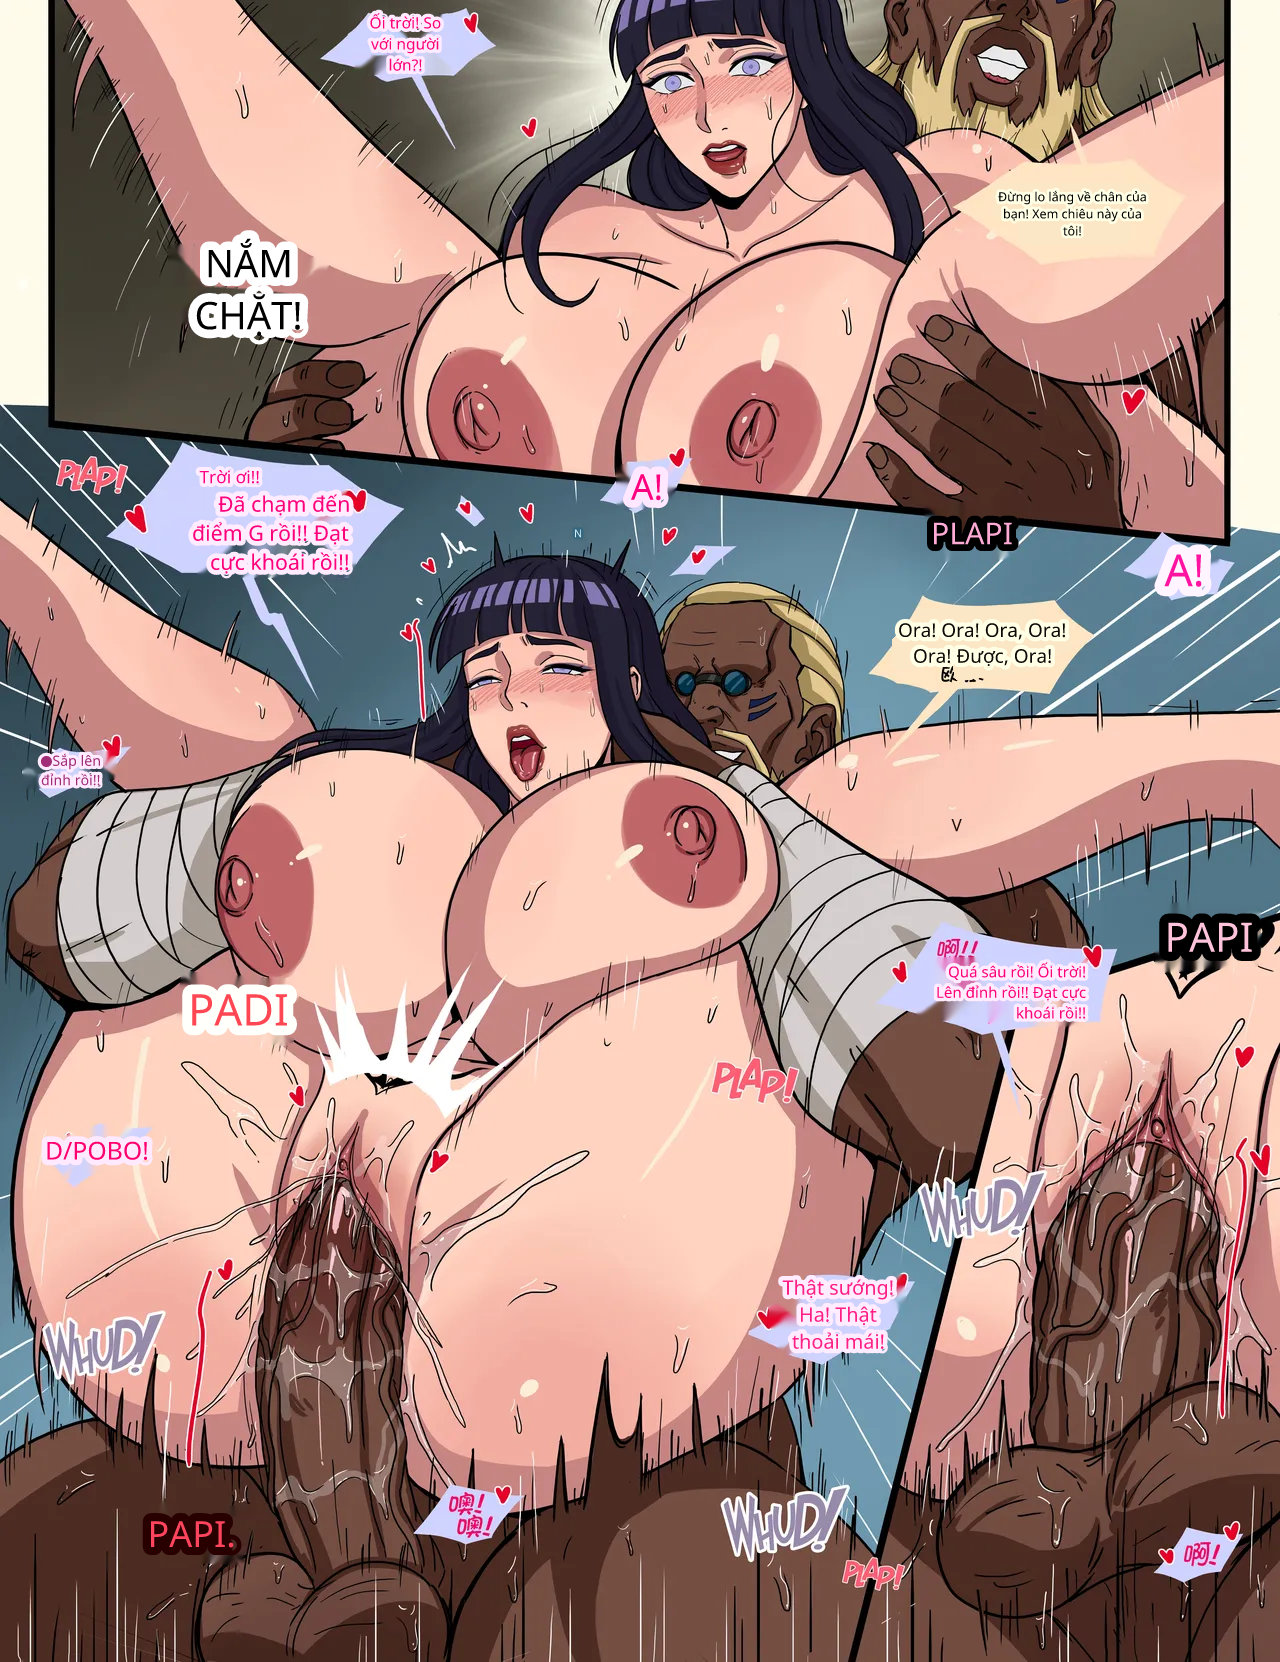 Ối trời! So
với người
lớn?!
Đừng lo lắng về chân của
bạn! Xem chiêu này của
tôi!
NẮM
CHẮT!
PLAP!
Trời ơi!!
Đã chạm đến
điểm G rồi!! Đạt
cực khoái rồi!!
A!
N
PLAPI
A!
Ora! Ora! Ora, Ora!
Ora! Được, Ora!
欧
Sắp lên
đỉnh rồi!!
V
PAPI
啊!!
Quá sâu rồi! Ối trời!
Lên đỉnh rồi!! Đạt cực
khoái rồi!!
PADI
PLAP!
D/POBO!
WHUD!
Thật sướng!
Ha! Thật
thoải mái!
WHUD!
噢!
噢!
WHUD!
PAPI.
PLAP!
啊!